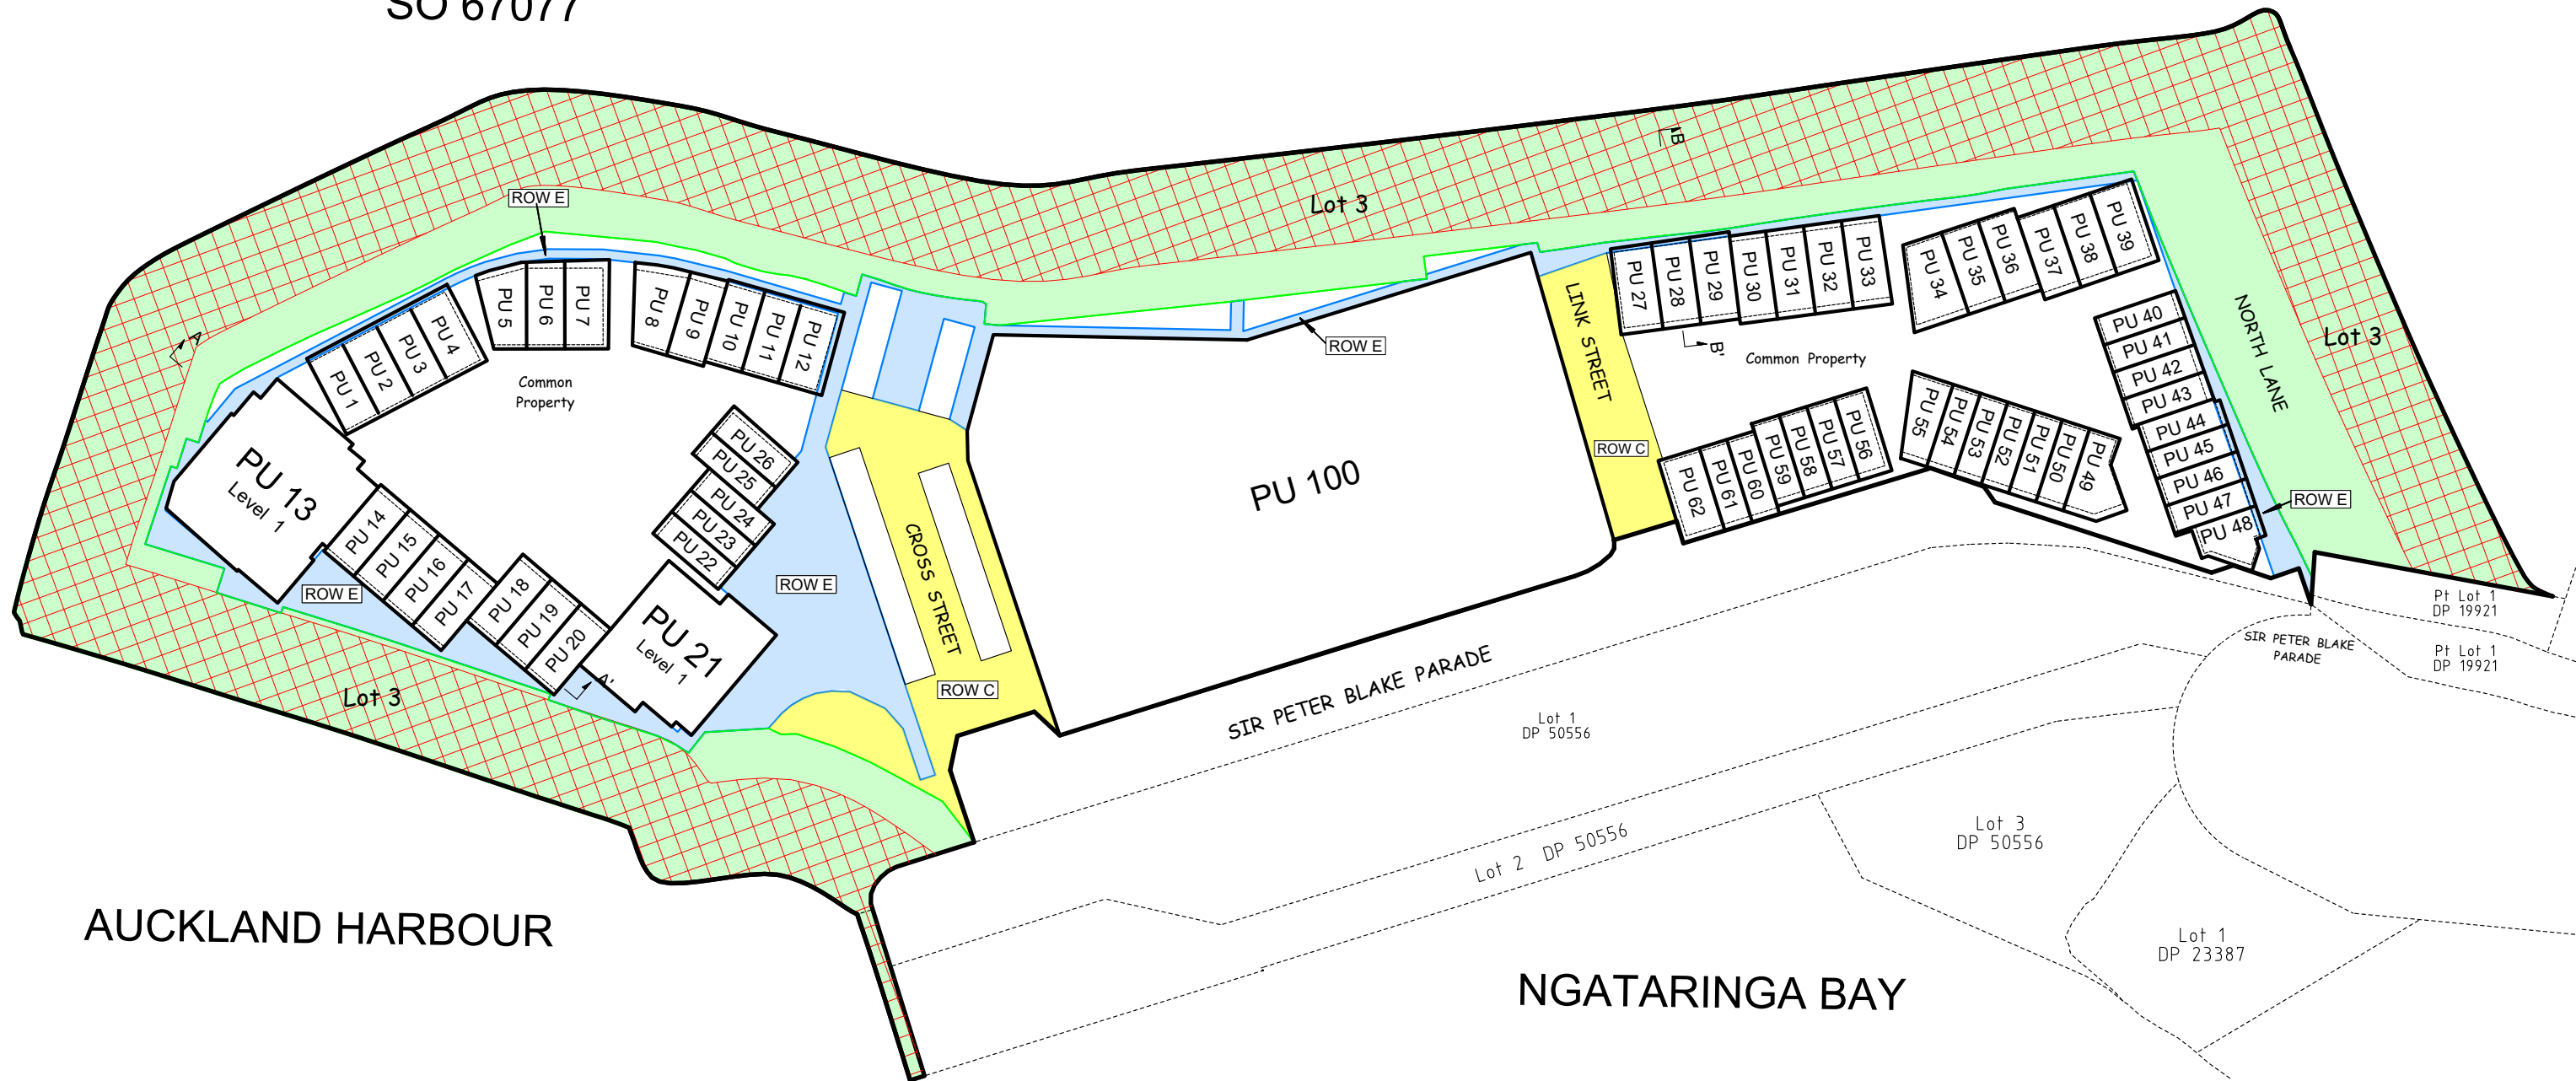 SO 67077
Lot 3
ROW E
PU 1
PU 2
PU 3
PU 4
PU 5
PU 6
PU 7
PU 8
PU 9
PU 10
PU 11
PU 12
A
Common
Property
PU 13
Level 1
PU 14
PU 15
PU 16
PU 17
PU 18
PU 19
PU 20
PU 21
Level 1
PU 22
PU 23
PU 24
PU 25
PU 26
ROW E
ROW E
A'
Lot 3
CROSS STREET
ROW C
PU 100
ROW E
B
LINK STREET
ROW C
PU 27
PU 28
PU 29
PU 30
PU 31
PU 32
PU 33
B'
Common Property
PU 34
PU 35
PU 36
PU 37
PU 38
PU 39
PU 40
PU 41
PU 42
PU 43
PU 44
PU 45
PU 46
PU 47
PU 48
PU 55
PU 54
PU 53
PU 52
PU 51
PU 50
PU 49
PU 62
PU 61
PU 60
PU 59
PU 58
PU 57
PU 56
NORTH LANE
Lot 3
ROW E
SIR PETER BLAKE PARADE
SIR PETER BLAKE
PARADE
Pt Lot 1
DP 19921
Pt Lot 1
DP 19921
Lot 1
DP 50556
Lot 2 DP 50556
Lot 3
DP 50556
Lot 1
DP 23387
AUCKLAND HARBOUR
NGATARINGA BAY